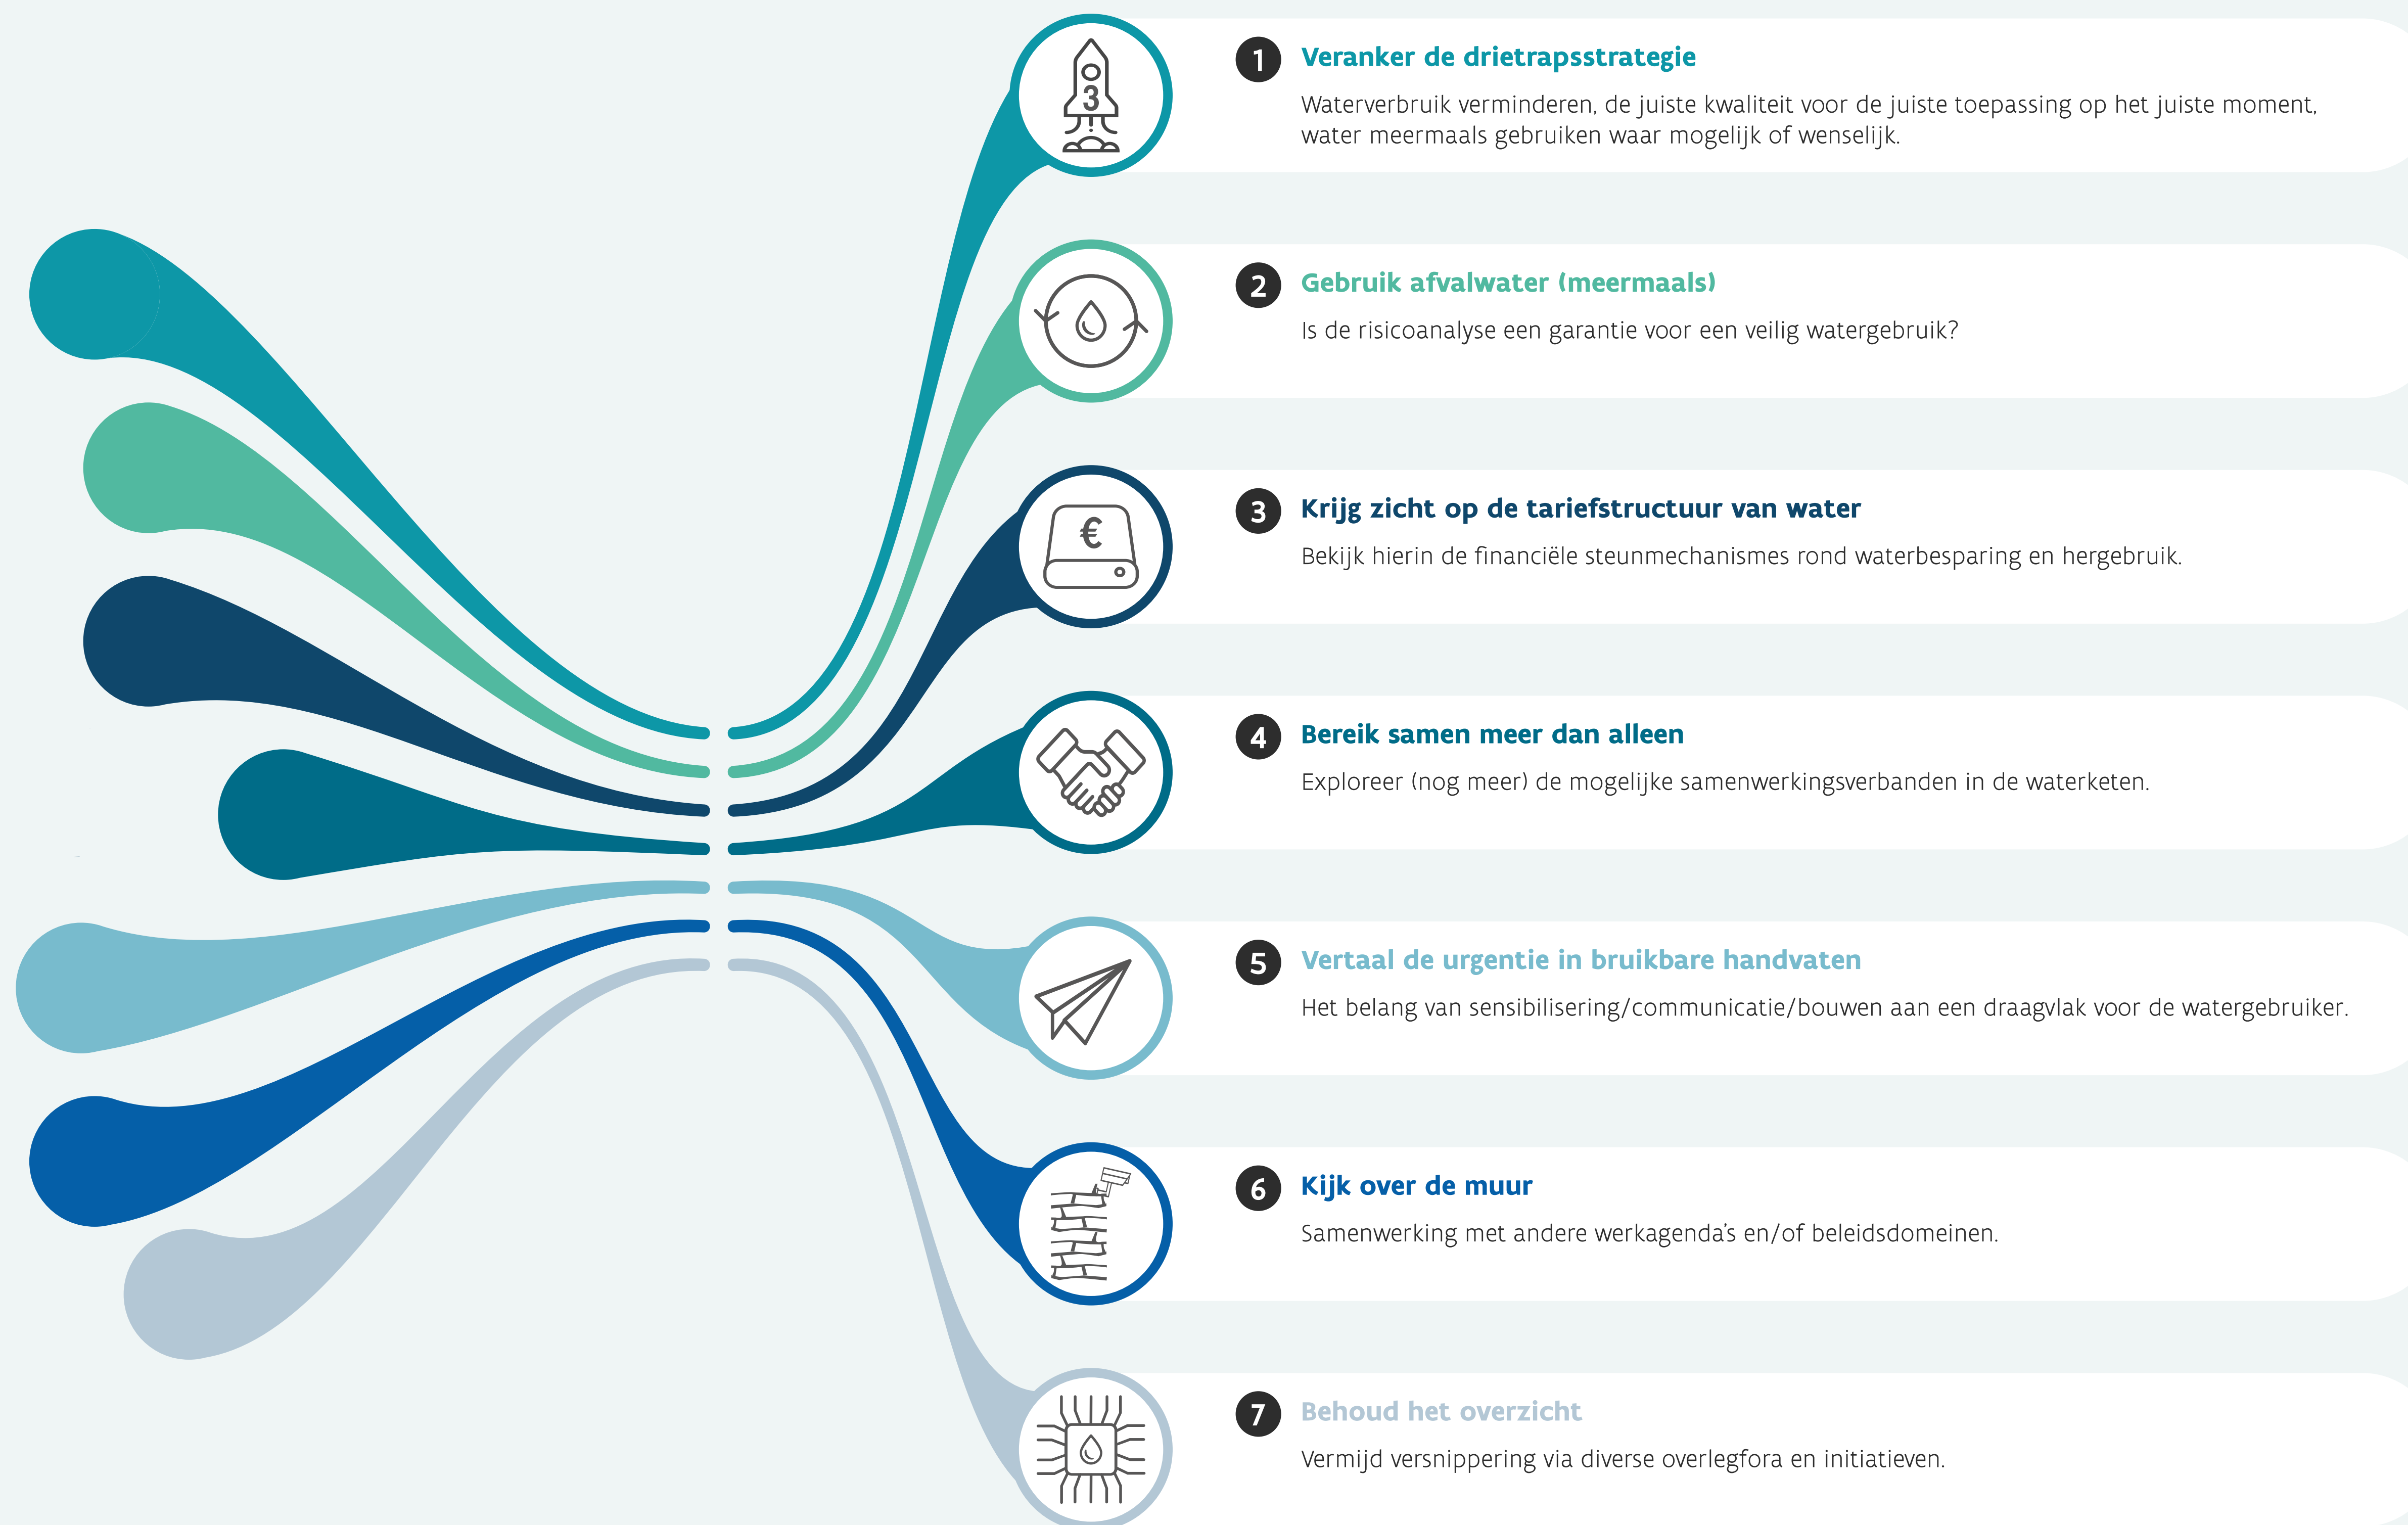 3
1
Veranker de drietrapsstrategie
Waterverbruik verminderen, de juiste kwaliteit voor de juiste toepassing op het juiste moment,
water meermaals gebruiken waar mogelijk of wenselijk.
2
Gebruik afvalwater (meermaals)
Is de risicoanalyse een garantie voor een veilig watergebruik?
€
3
Krijg zicht op de tariefstructuur van water
Bekijk hierin de financiële steunmechanismes rond waterbesparing en hergebruik.
4
Bereik samen meer dan alleen
Exploreer (nog meer) de mogelijke samenwerkingsverbanden in de waterketen.
5
Vertaal de urgentie in bruikbare handvaten
Het belang van sensibilisering/communicatie/bouwen aan een draagvlak voor de watergebruiker.
6
Kijk over de muur
Samenwerking met andere werkagenda's en/of beleidsdomeinen.
7
Behoud het overzicht
Vermijd versnippering via diverse overlegfora en initiatieven.